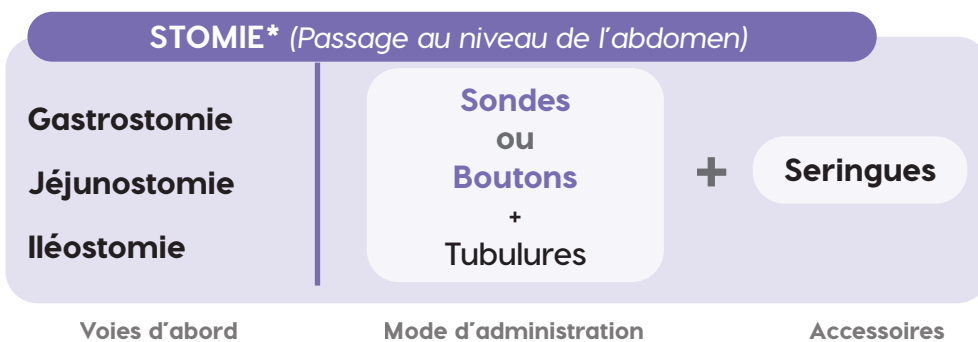 STOMIE* (Passage au niveau de l'abdomen)
Gastrostomie
Jéjunostomie
Iléostomie
Sondes
ou
Boutons
+
Tubulures
+
Seringues
Voies d'abord
Mode d'administration
Accessoires